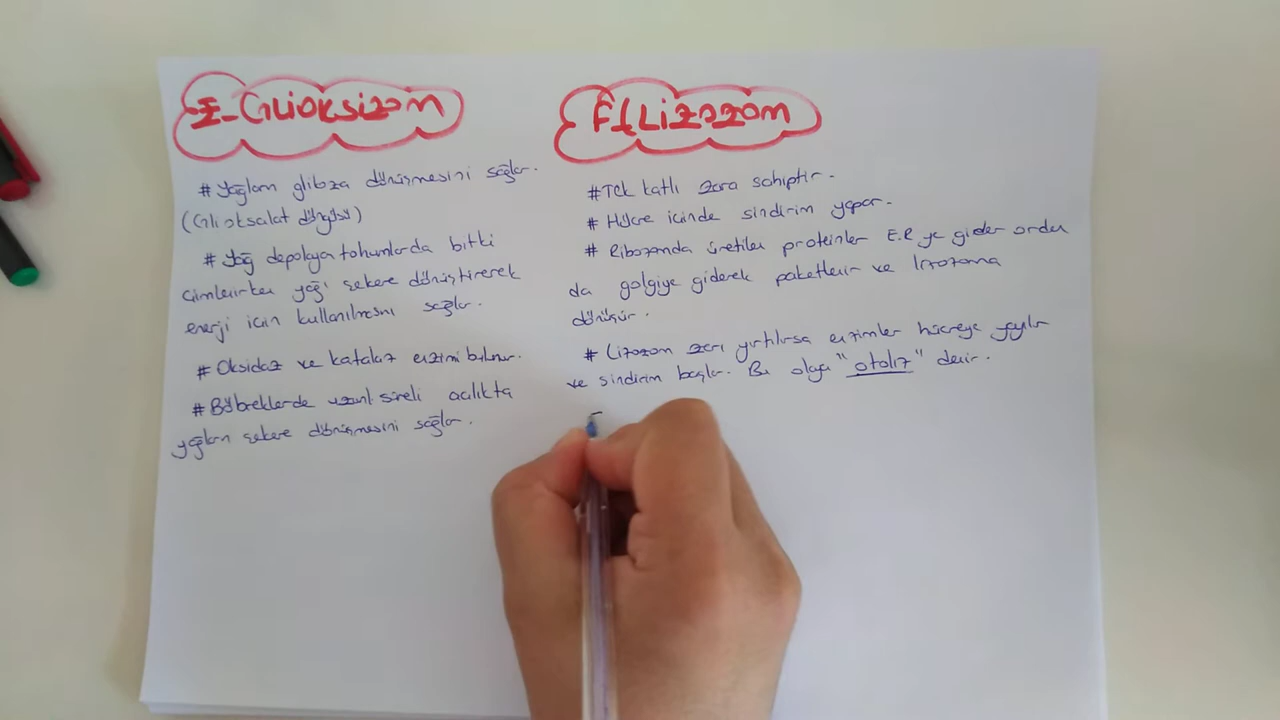 I-Glioksizom
# Yağların glikoza dönüşmesini sağlar.
(Glioksalat döngüsü)
# Yağ depolayan tohumlarda bitki
çimlenirken yağı şekere dönüştürerek
enerji için kullanılmasını sağlar.
# Oksidaz ve katalaz enzimi bulunur.
# Böbreklerde uzun süreli açlıkta
yağların şekere dönüşmesini sağlar.
Lizozom
# Tek katlı zara sahiptir.
# Hücre içinde sindirim yapar.
# Ribozomda üretilen proteinler E.R ye gider ordan
da golgiye giderek paketlenir ve lizozoma
dönüşür.
# Lizozom zarı yırtılırsa enzimler hücreye yayılır
ve sindirim başlar. Bu olaya "otoliz" denir.